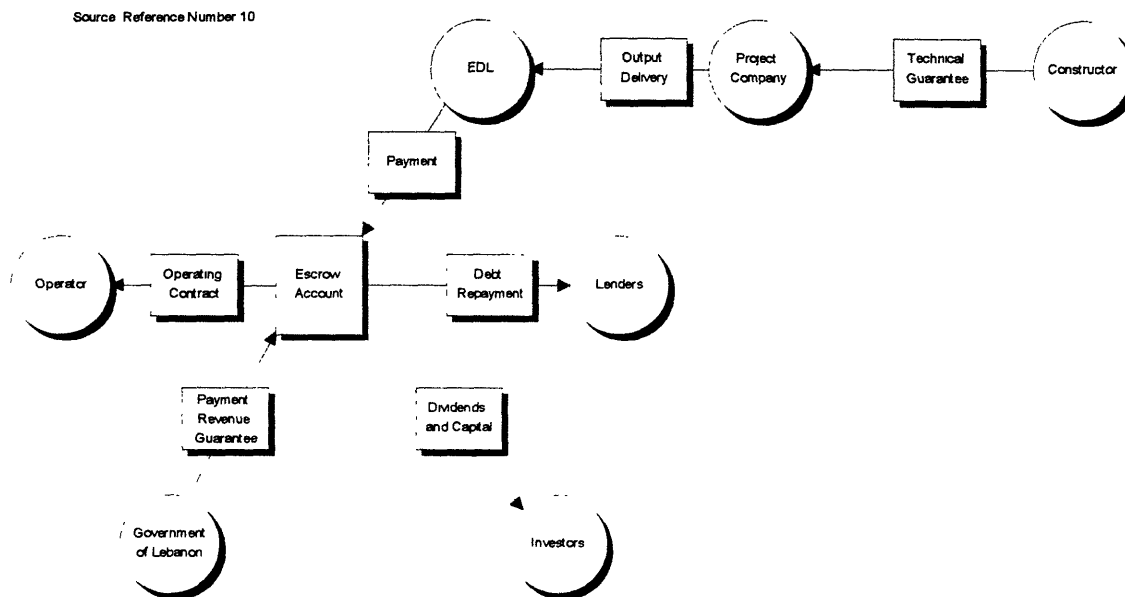 Source Reference Number 10
EDL
Output
Delivery
Project
Company
Technical
Guarantee
Constructor
Payment
Operator
Operating
Contract
Escrow
Account
Debt
Repayment
Lenders
Payment
Revenue
Guarantee
Dividends
and Capital
Government
of Lebanon
Investors